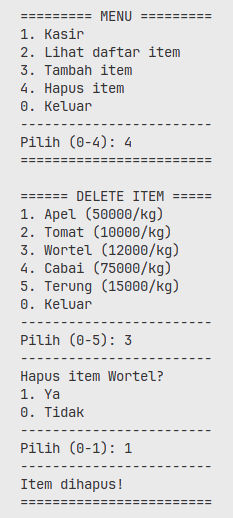 ========= MENU =========
1. Kasir
2. Lihat daftar item
3. Tambah item
4. Hapus item
0. Keluar
------------------------
Pilih (0-4): 4
========================
====== DELETE ITEM =====
1. Apel (50000/kg)
2. Tomat (10000/kg)
3. Wortel (12000/kg)
4. Cabai (75000/kg)
5. Terung (15000/kg)
0. Keluar
------------------------
Pilih (0-5): 3
------------------------
Hapus item Wortel?
1. Ya
0. Tidak
------------------------
Pilih (0-1): 1
------------------------
Item dihapus!
========================